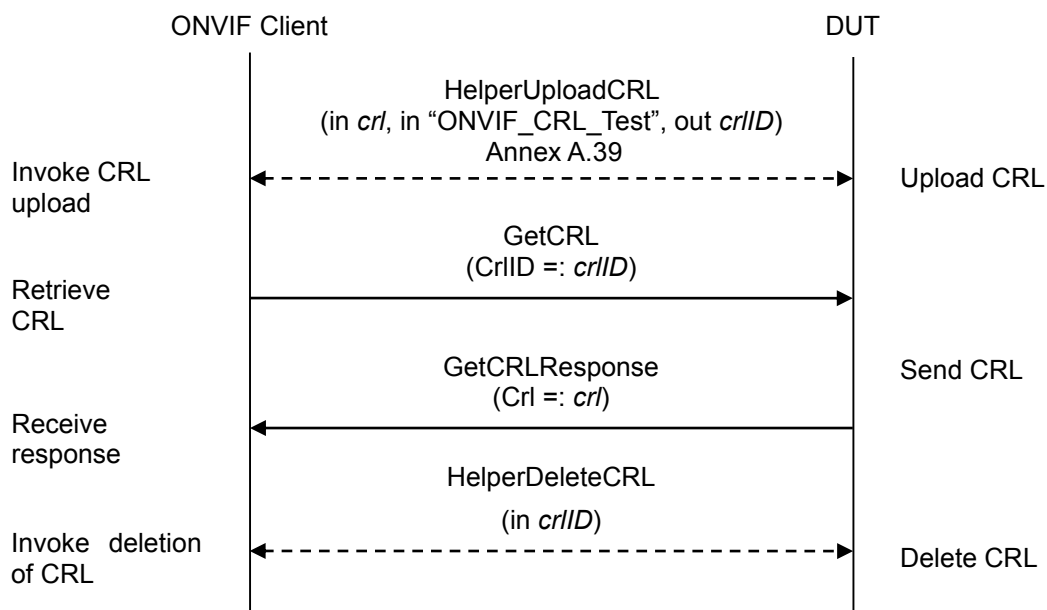 ONVIF Client
DUT
HelperUploadCRL
(in crl, in “ONVIF_CRL_Test”, out crlID)
Annex A.39
Invoke CRL
upload
Upload CRL
GetCRL
(CrlID =: crlID)
Retrieve
CRL
GetCRLResponse
(Crl =: crl)
Send CRL
Receive
response
HelperDeleteCRL
(in crlID)
Invoke deletion
of CRL
Delete CRL